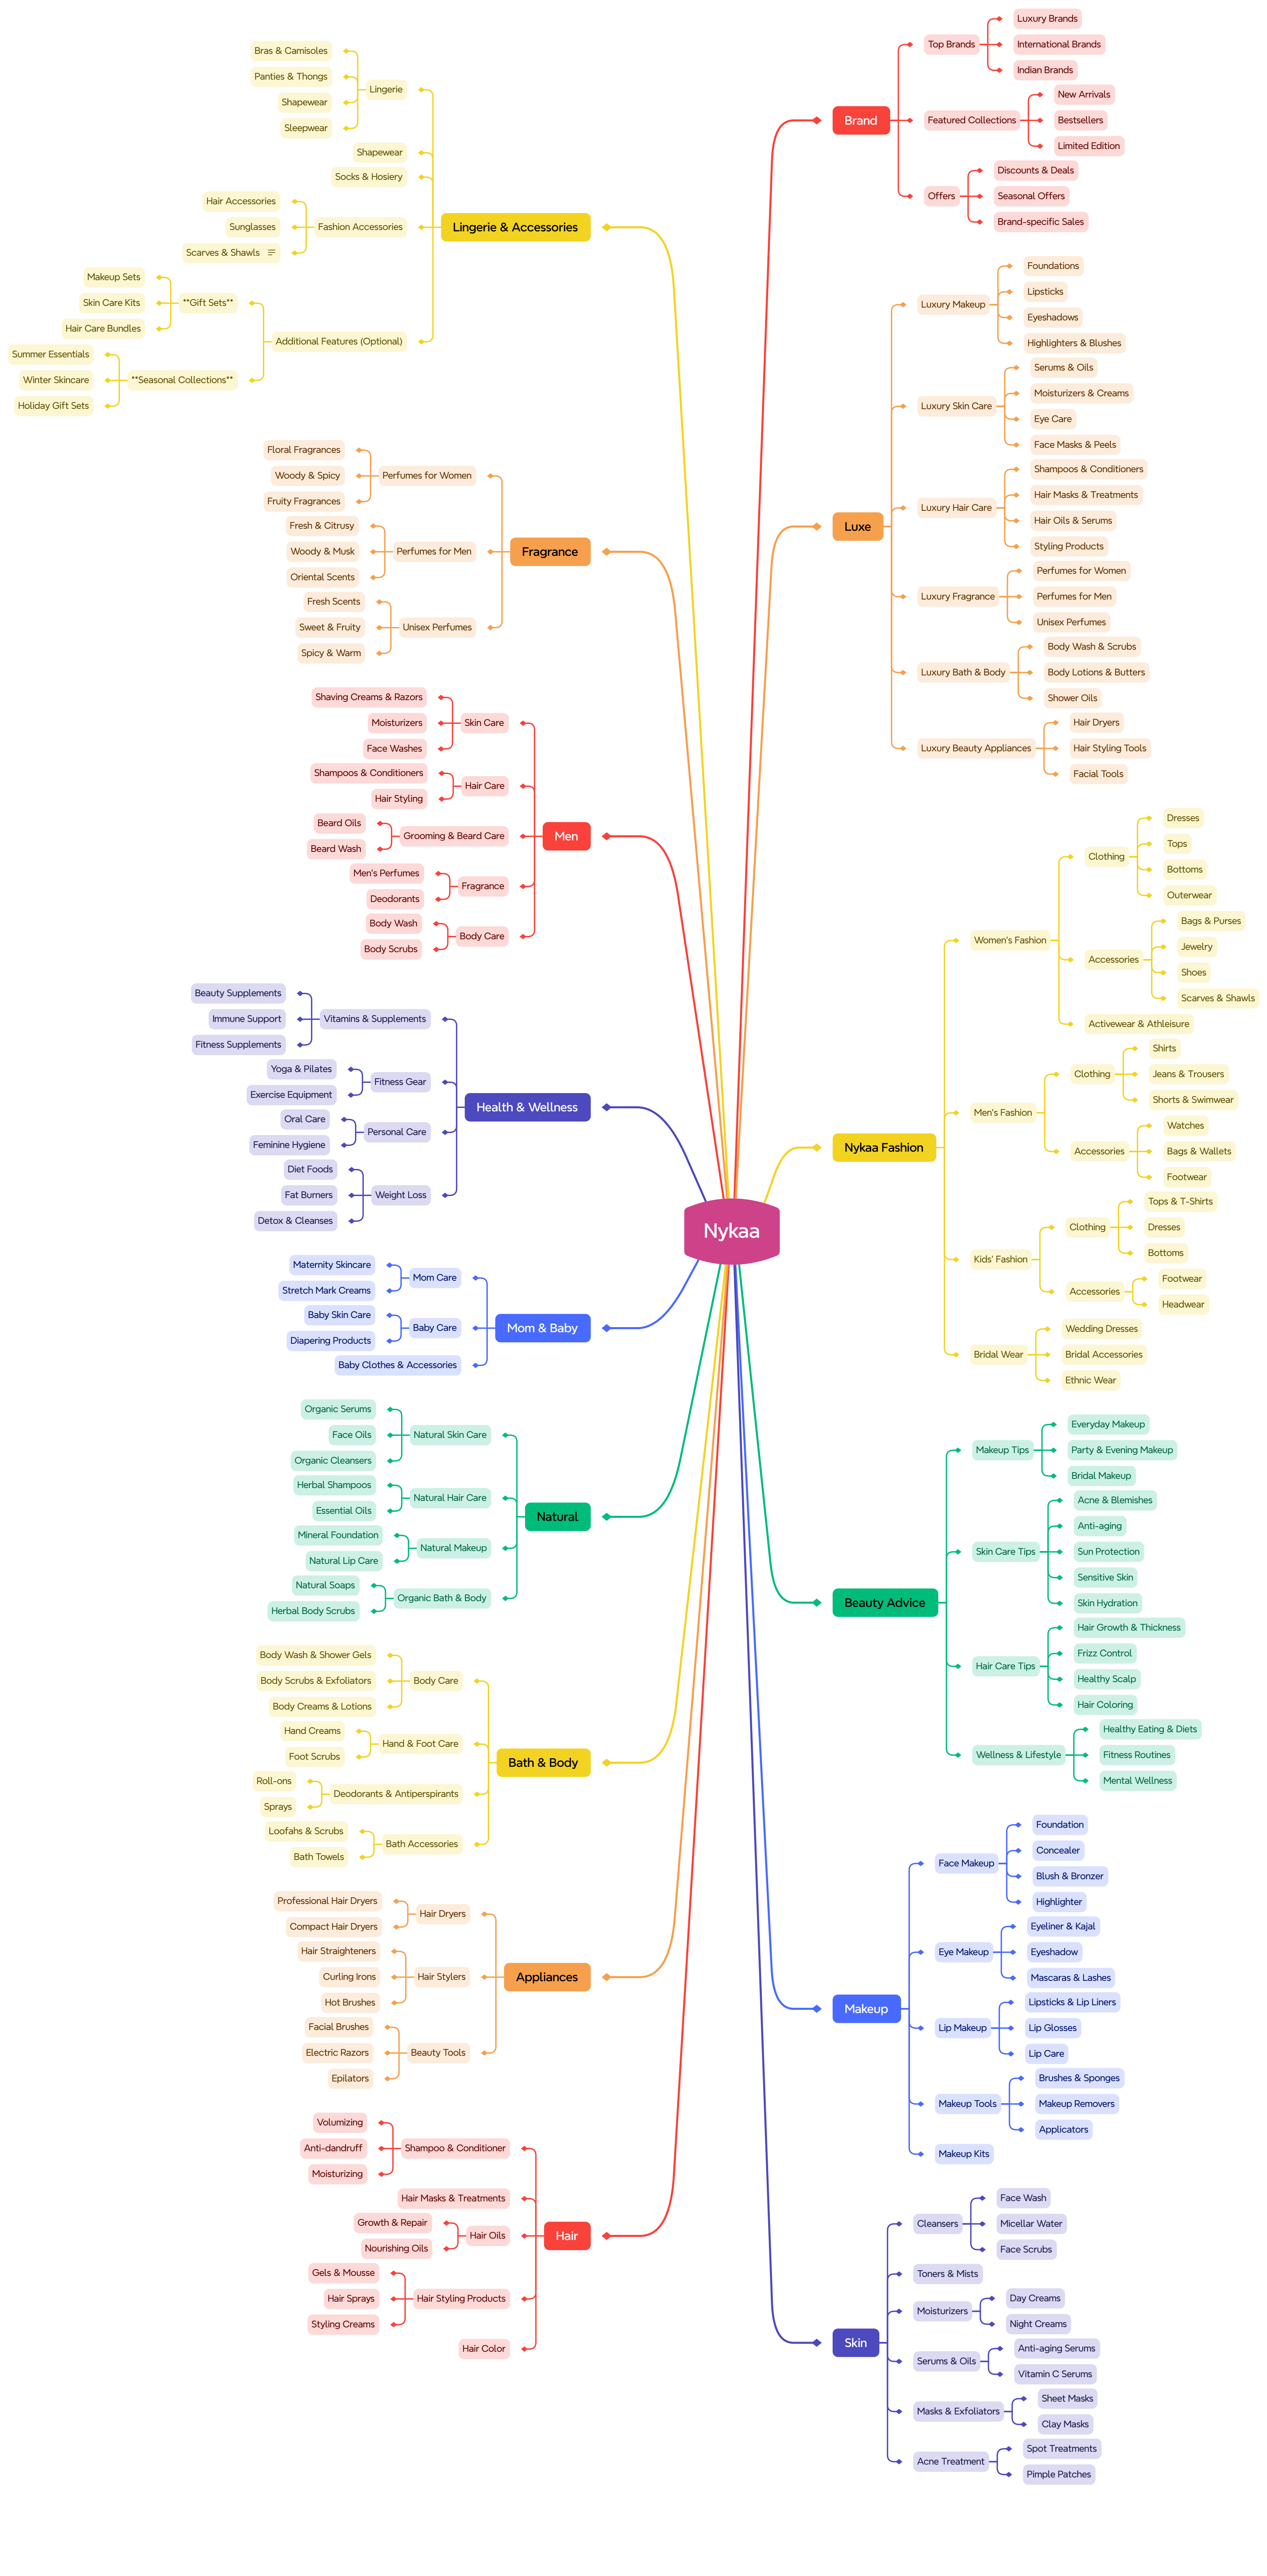 Nykaa
Brand
Top Brands
Luxury Brands
International Brands
Indian Brands
Featured Collections
New Arrivals
Bestsellers
Limited Edition
Offers
Discounts & Deals
Seasonal Offers
Brand-specific Sales
Luxe
Luxury Makeup
Foundations
Lipsticks
Eyeshadows
Highlighters & Blushes
Luxury Skin Care
Serums & Oils
Moisturizers & Creams
Eye Care
Face Masks & Peels
Luxury Hair Care
Shampoos & Conditioners
Hair Masks & Treatments
Hair Oils & Serums
Styling Products
Luxury Fragrance
Perfumes for Women
Perfumes for Men
Unisex Perfumes
Luxury Bath & Body
Body Wash & Scrubs
Body Lotions & Butters
Shower Oils
Luxury Beauty Appliances
Hair Dryers
Hair Styling Tools
Facial Tools
Nykaa Fashion
Women's Fashion
Clothing
Dresses
Tops
Bottoms
Outerwear
Accessories
Bags & Purses
Jewelry
Shoes
Scarves & Shawls
Activewear & Athleisure
Men's Fashion
Clothing
Shirts
Jeans & Trousers
Shorts & Swimwear
Accessories
Watches
Bags & Wallets
Footwear
Kids' Fashion
Clothing
Tops & T-Shirts
Dresses
Bottoms
Accessories
Footwear
Headwear
Bridal Wear
Wedding Dresses
Bridal Accessories
Ethnic Wear
Beauty Advice
Makeup Tips
Everyday Makeup
Party & Evening Makeup
Bridal Makeup
Skin Care Tips
Acne & Blemishes
Anti-aging
Sun Protection
Sensitive Skin
Skin Hydration
Hair Care Tips
Hair Growth & Thickness
Frizz Control
Healthy Scalp
Hair Coloring
Wellness & Lifestyle
Healthy Eating & Diets
Fitness Routines
Mental Wellness
Makeup
Face Makeup
Foundation
Concealer
Blush & Bronzer
Highlighter
Eye Makeup
Eyeliner & Kajal
Eyeshadow
Mascaras & Lashes
Lip Makeup
Lipsticks & Lip Liners
Lip Glosses
Lip Care
Makeup Tools
Brushes & Sponges
Makeup Removers
Applicators
Makeup Kits
Skin
Cleansers
Face Wash
Micellar Water
Face Scrubs
Toners & Mists
Moisturizers
Day Creams
Night Creams
Serums & Oils
Anti-aging Serums
Vitamin C Serums
Masks & Exfoliators
Sheet Masks
Clay Masks
Acne Treatment
Spot Treatments
Pimple Patches
Lingerie & Accessories
Lingerie
Bras & Camisoles
Panties & Thongs
Shapewear
Sleepwear
Shapewear
Socks & Hosiery
Fashion Accessories
Hair Accessories
Sunglasses
Scarves & Shawls
Additional Features (Optional)
**Gift Sets**
Makeup Sets
Skin Care Kits
Hair Care Bundles
**Seasonal Collections**
Summer Essentials
Winter Skincare
Holiday Gift Sets
Fragrance
Perfumes for Women
Floral Fragrances
Woody & Spicy
Fruity Fragrances
Perfumes for Men
Fresh & Citrusy
Woody & Musk
Oriental Scents
Unisex Perfumes
Fresh Scents
Sweet & Fruity
Spicy & Warm
Men
Skin Care
Shaving Creams & Razors
Moisturizers
Face Washes
Hair Care
Shampoos & Conditioners
Hair Styling
Grooming & Beard Care
Beard Oils
Beard Wash
Fragrance
Men's Perfumes
Deodorants
Body Care
Body Wash
Body Scrubs
Health & Wellness
Vitamins & Supplements
Beauty Supplements
Immune Support
Fitness Supplements
Fitness Gear
Yoga & Pilates
Exercise Equipment
Personal Care
Oral Care
Feminine Hygiene
Weight Loss
Diet Foods
Fat Burners
Detox & Cleanses
Mom & Baby
Mom Care
Maternity Skincare
Stretch Mark Creams
Baby Care
Baby Skin Care
Diapering Products
Baby Clothes & Accessories
Natural
Natural Skin Care
Organic Serums
Face Oils
Organic Cleansers
Natural Hair Care
Herbal Shampoos
Essential Oils
Natural Makeup
Mineral Foundation
Natural Lip Care
Organic Bath & Body
Natural Soaps
Herbal Body Scrubs
Bath & Body
Body Care
Body Wash & Shower Gels
Body Scrubs & Exfoliators
Body Creams & Lotions
Hand & Foot Care
Hand Creams
Foot Scrubs
Deodorants & Antiperspirants
Roll-ons
Sprays
Bath Accessories
Loofahs & Scrubs
Bath Towels
Appliances
Hair Dryers
Professional Hair Dryers
Compact Hair Dryers
Hair Stylers
Hair Straighteners
Curling Irons
Hot Brushes
Beauty Tools
Facial Brushes
Electric Razors
Epilators
Hair
Shampoo & Conditioner
Volumizing
Anti-dandruff
Moisturizing
Hair Masks & Treatments
Hair Oils
Growth & Repair
Nourishing Oils
Hair Styling Products
Gels & Mousse
Hair Sprays
Styling Creams
Hair Color